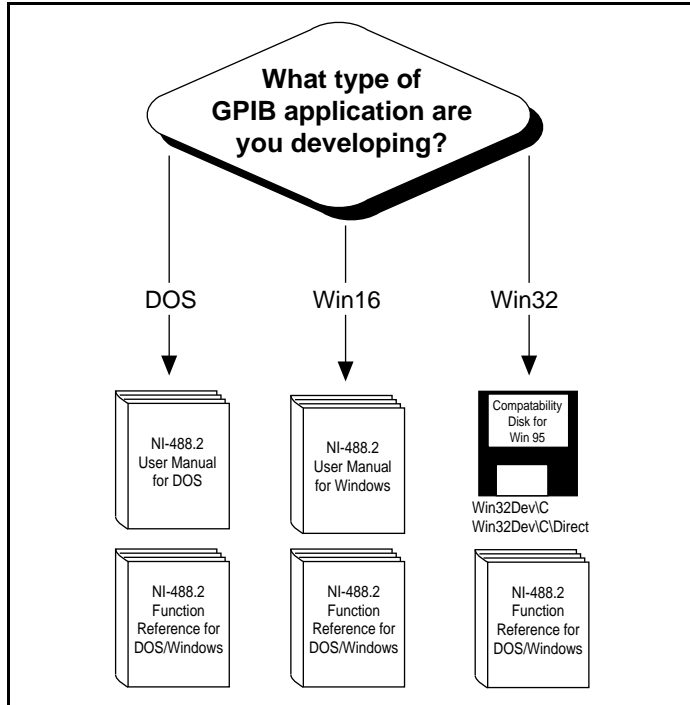 What type of
GPIB application are
you developing?
DOS
Win16
Win32
NI-488.2
User Manual
for DOS
NI-488.2
User Manual
for Windows
Compatability
Disk for
Win 95
Win32Dev\C
Win32Dev\C\Direct
NI-488.2
Function
Reference for
DOS/Windows
NI-488.2
Function
Reference for
DOS/Windows
NI-488.2
Function
Reference for
DOS/Windows